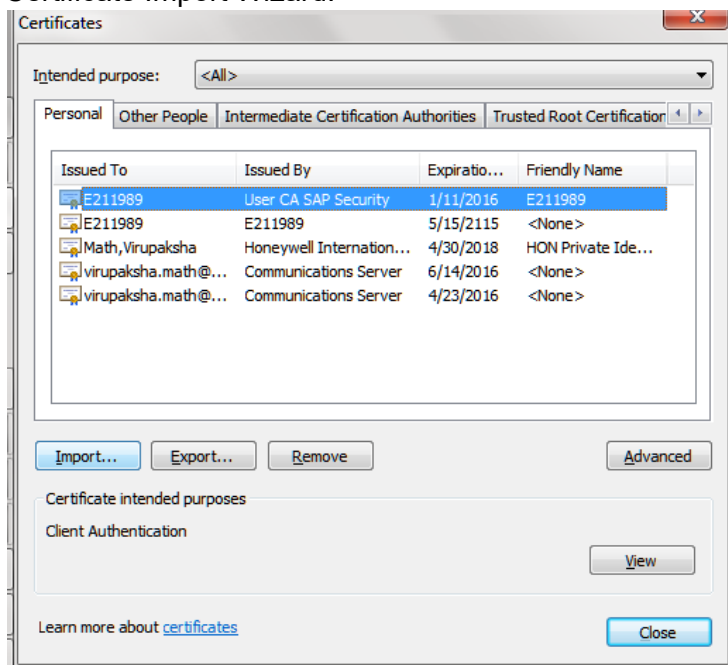 Certificates
Intended purpose: <All>
Personal Other People Intermediate Certification Authorities Trusted Root Certification
Issued To Issued By Expiratio... Friendly Name
E211989 User CA SAP Security 1/11/2016 E211989
E211989 E211989 5/15/2115 <None>
Math,Virupaksha Honeywell Internation... 4/30/2018 HON Private Ide...
virupaksha.math@... Communications Server 6/14/2016 <None>
virupaksha.math@... Communications Server 4/23/2016 <None>
Import... Export... Remove Advanced
Certificate intended purposes
Client Authentication
View
Learn more about certificates
Close